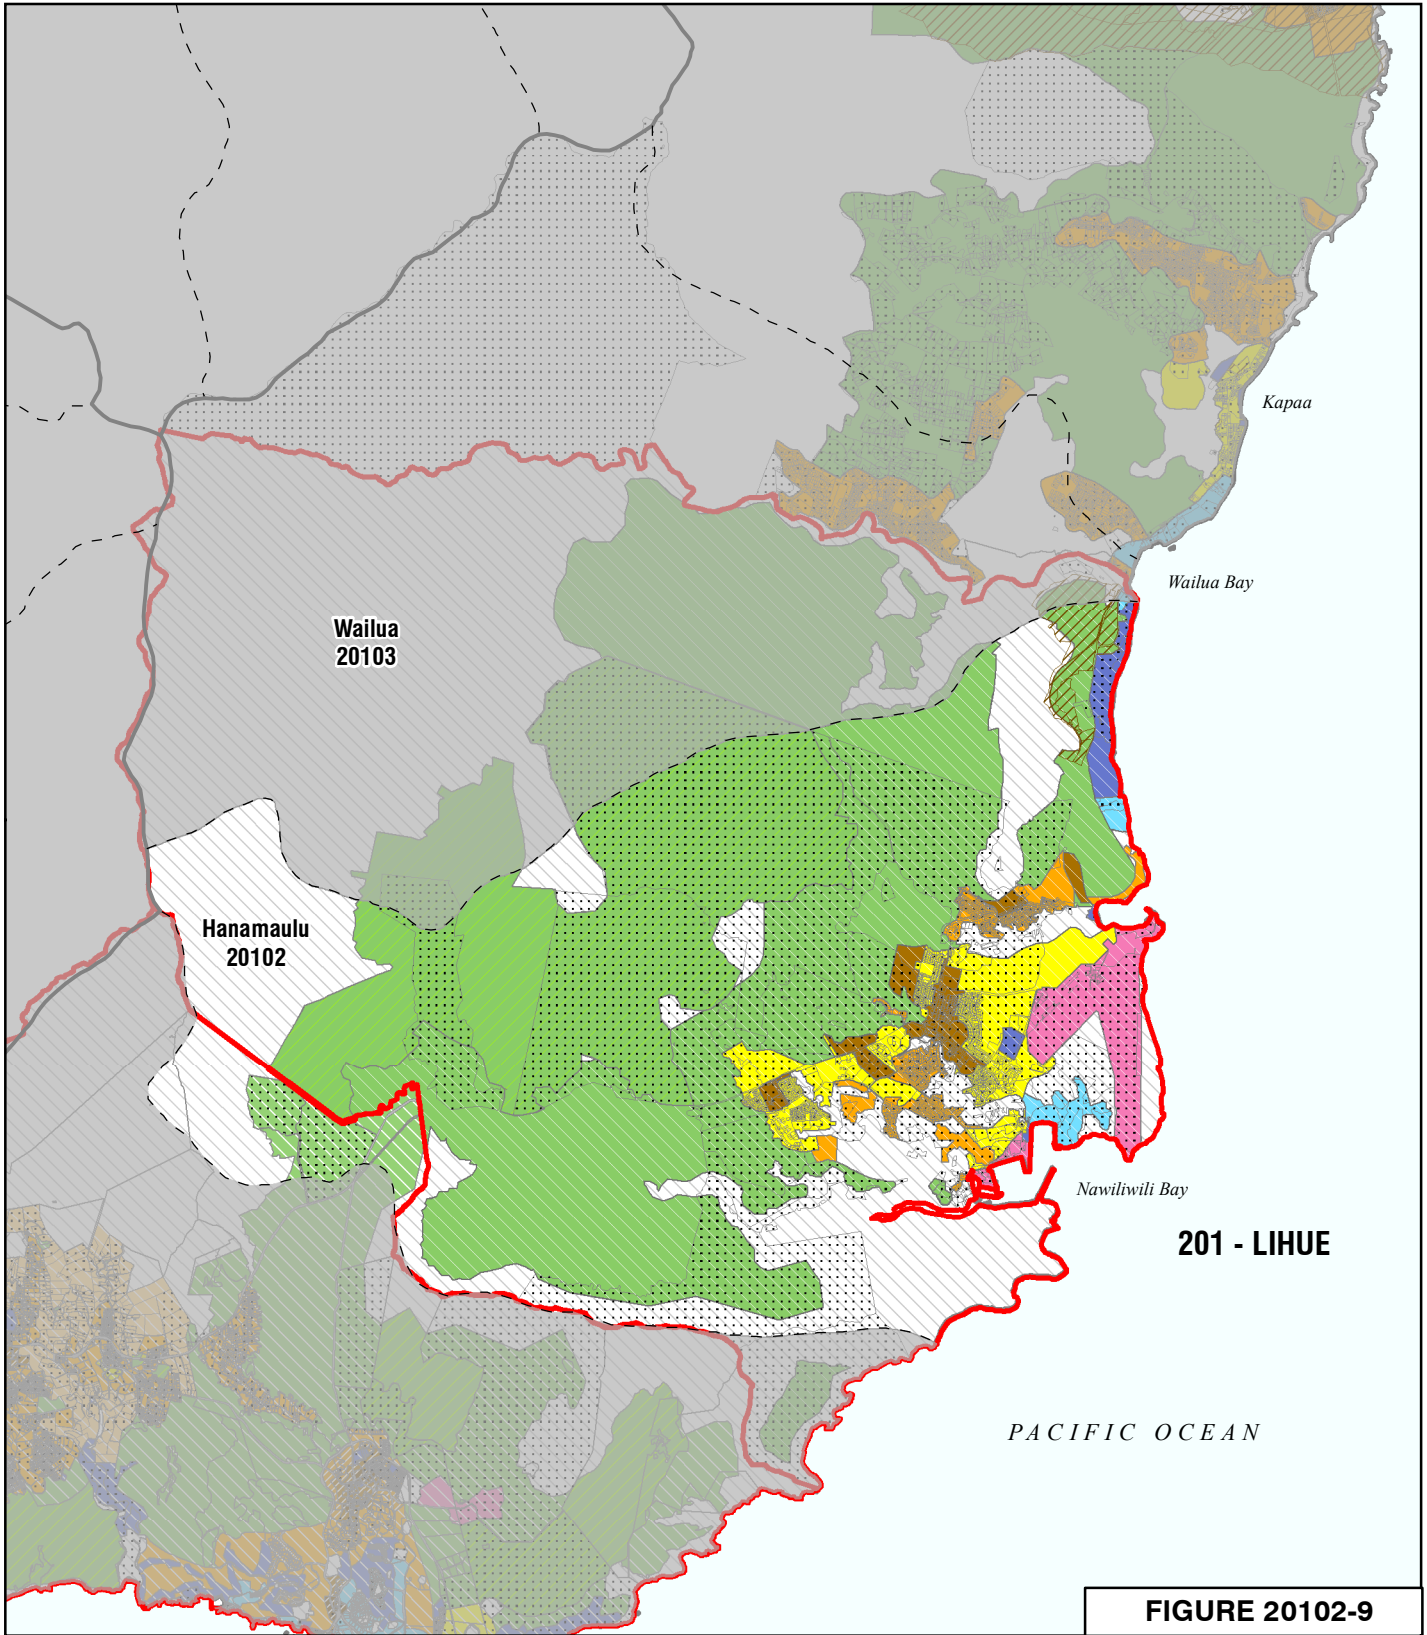 Kapaa
Wailua Bay
Wailua
20103
Hanamaulu
20102
Nawiliwili Bay
201 - LIHUE
PACIFIC OCEAN
FIGURE 20102-9